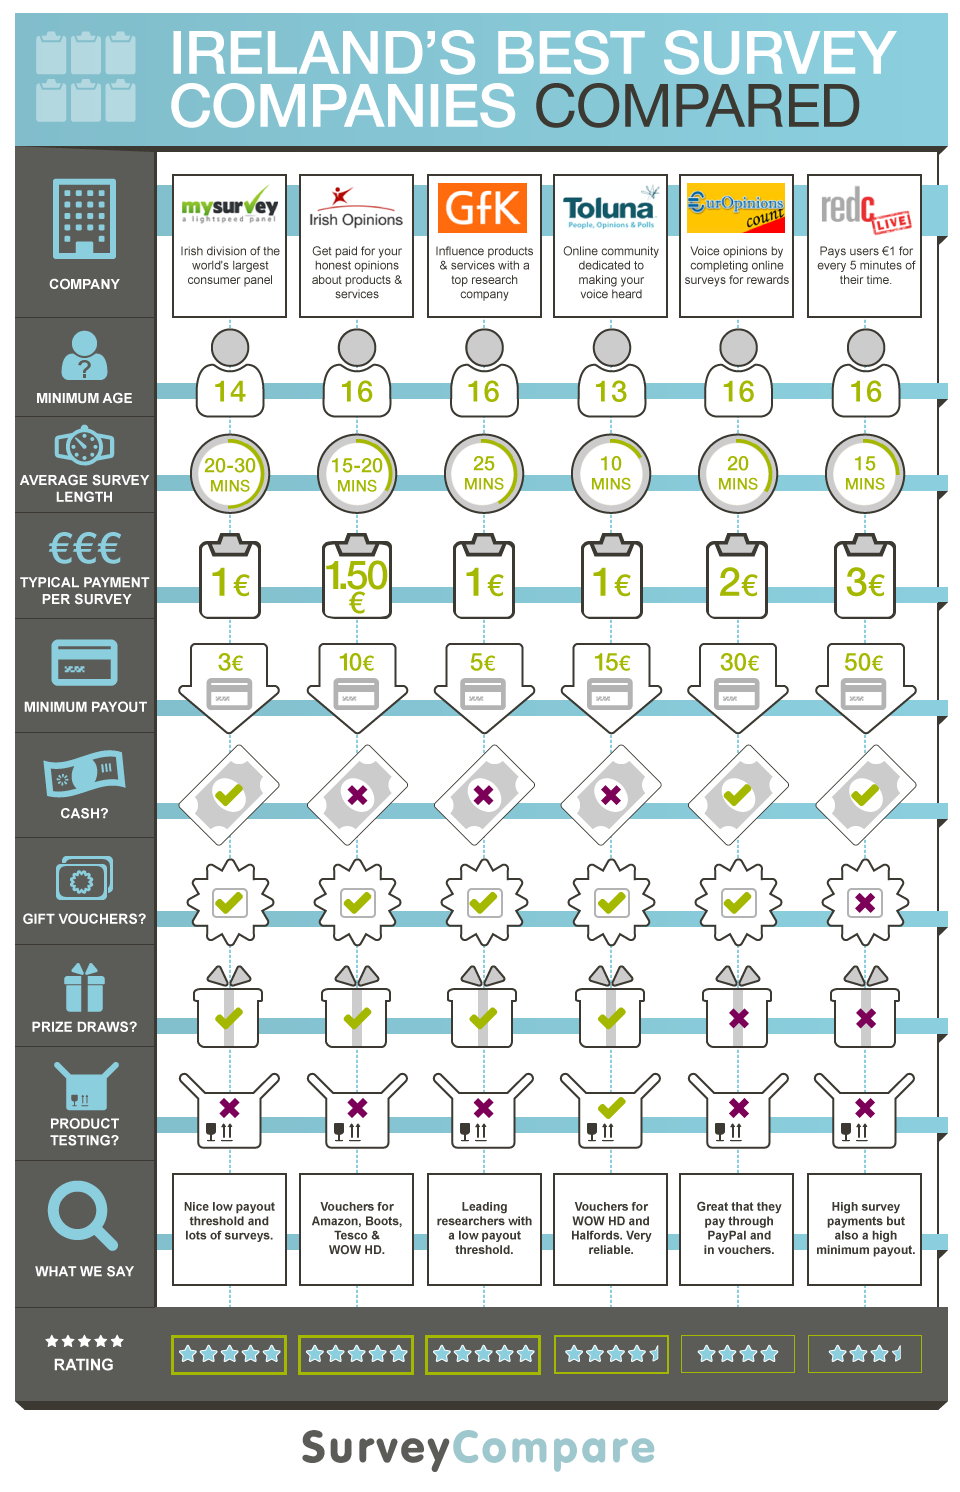 IRELAND'S BEST SURVEY
COMPANIES COMPARED
COMPANY
mysurvey
a lightspeed panel
Irish division of the
world's largest
consumer panel
Irish Opinions
Get paid for your
honest opinions
about products &
services
GfK
Influence products
& services with a
top research
company
Toluna
People, Opinions & Polls
Online community
dedicated to
making your
voice heard
€urOpinions
count
Voice opinions by
completing online
surveys for rewards
redc
LIVE
Pays users €1 for
every 5 minutes of
their time.
?
MINIMUM AGE
14
16
16
13
16
16
AVERAGE SURVEY
LENGTH
20-30
MINS
15-20
MINS
25
MINS
10
MINS
20
MINS
15
MINS
€€€
TYPICAL PAYMENT
PER SURVEY
1€
1.50
€
1€
1€
2€
3€
MINIMUM PAYOUT
3€
10€
5€
15€
30€
50€
CASH?
GIFT VOUCHERS?
PRIZE DRAWS?
PRODUCT
TESTING?
WHAT WE SAY
Nice low payout
threshold and
lots of surveys.
Vouchers for
Amazon, Boots,
Tesco &
WOW HD.
Leading
researchers with
a low payout
threshold.
Vouchers for
WOW HD and
Halfords. Very
reliable.
Great that they
pay through
PayPal and
in vouchers.
High survey
payments but
also a high
minimum payout.
RATING
SurveyCompare